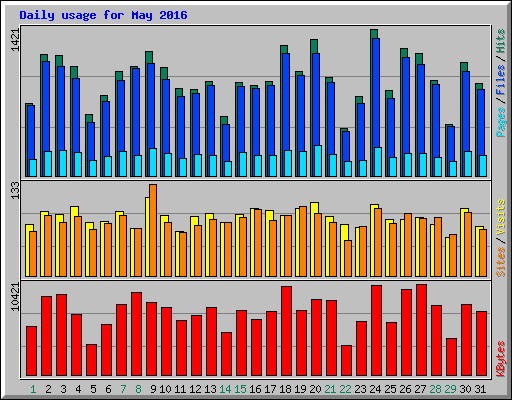 Daily usage for May 2016
1421
Pages / Files / Hits
133
Sites / Visits
10421
KBytes
1 2 3 4 5 6 7 8 9 10 11 12 13 14 15 16 17 18 19 20 21 22 23 24 25 26 27 28 29 30 31